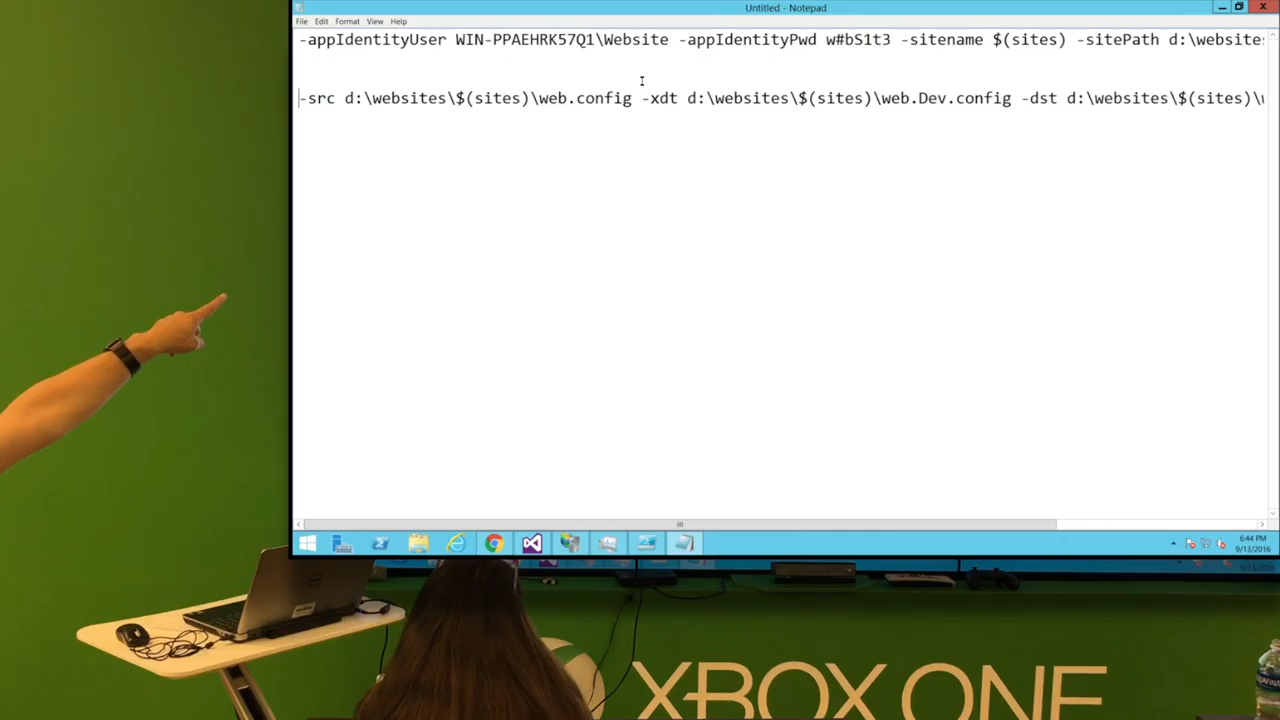 Untitled - Notepad
File Edit Format View Help
-appIdentityUser WIN-PPAEHRK57Q1\Website -appIdentityPwd w#bS1t3 -sitename $(sites) -sitePath d:\websites
-src d:\websites\$(sites)\web.config -xdt d:\websites\$(sites)\web.Dev.config -dst d:\websites\$(sites)\
6:44 PM
9/13/2016
XBOX ONE